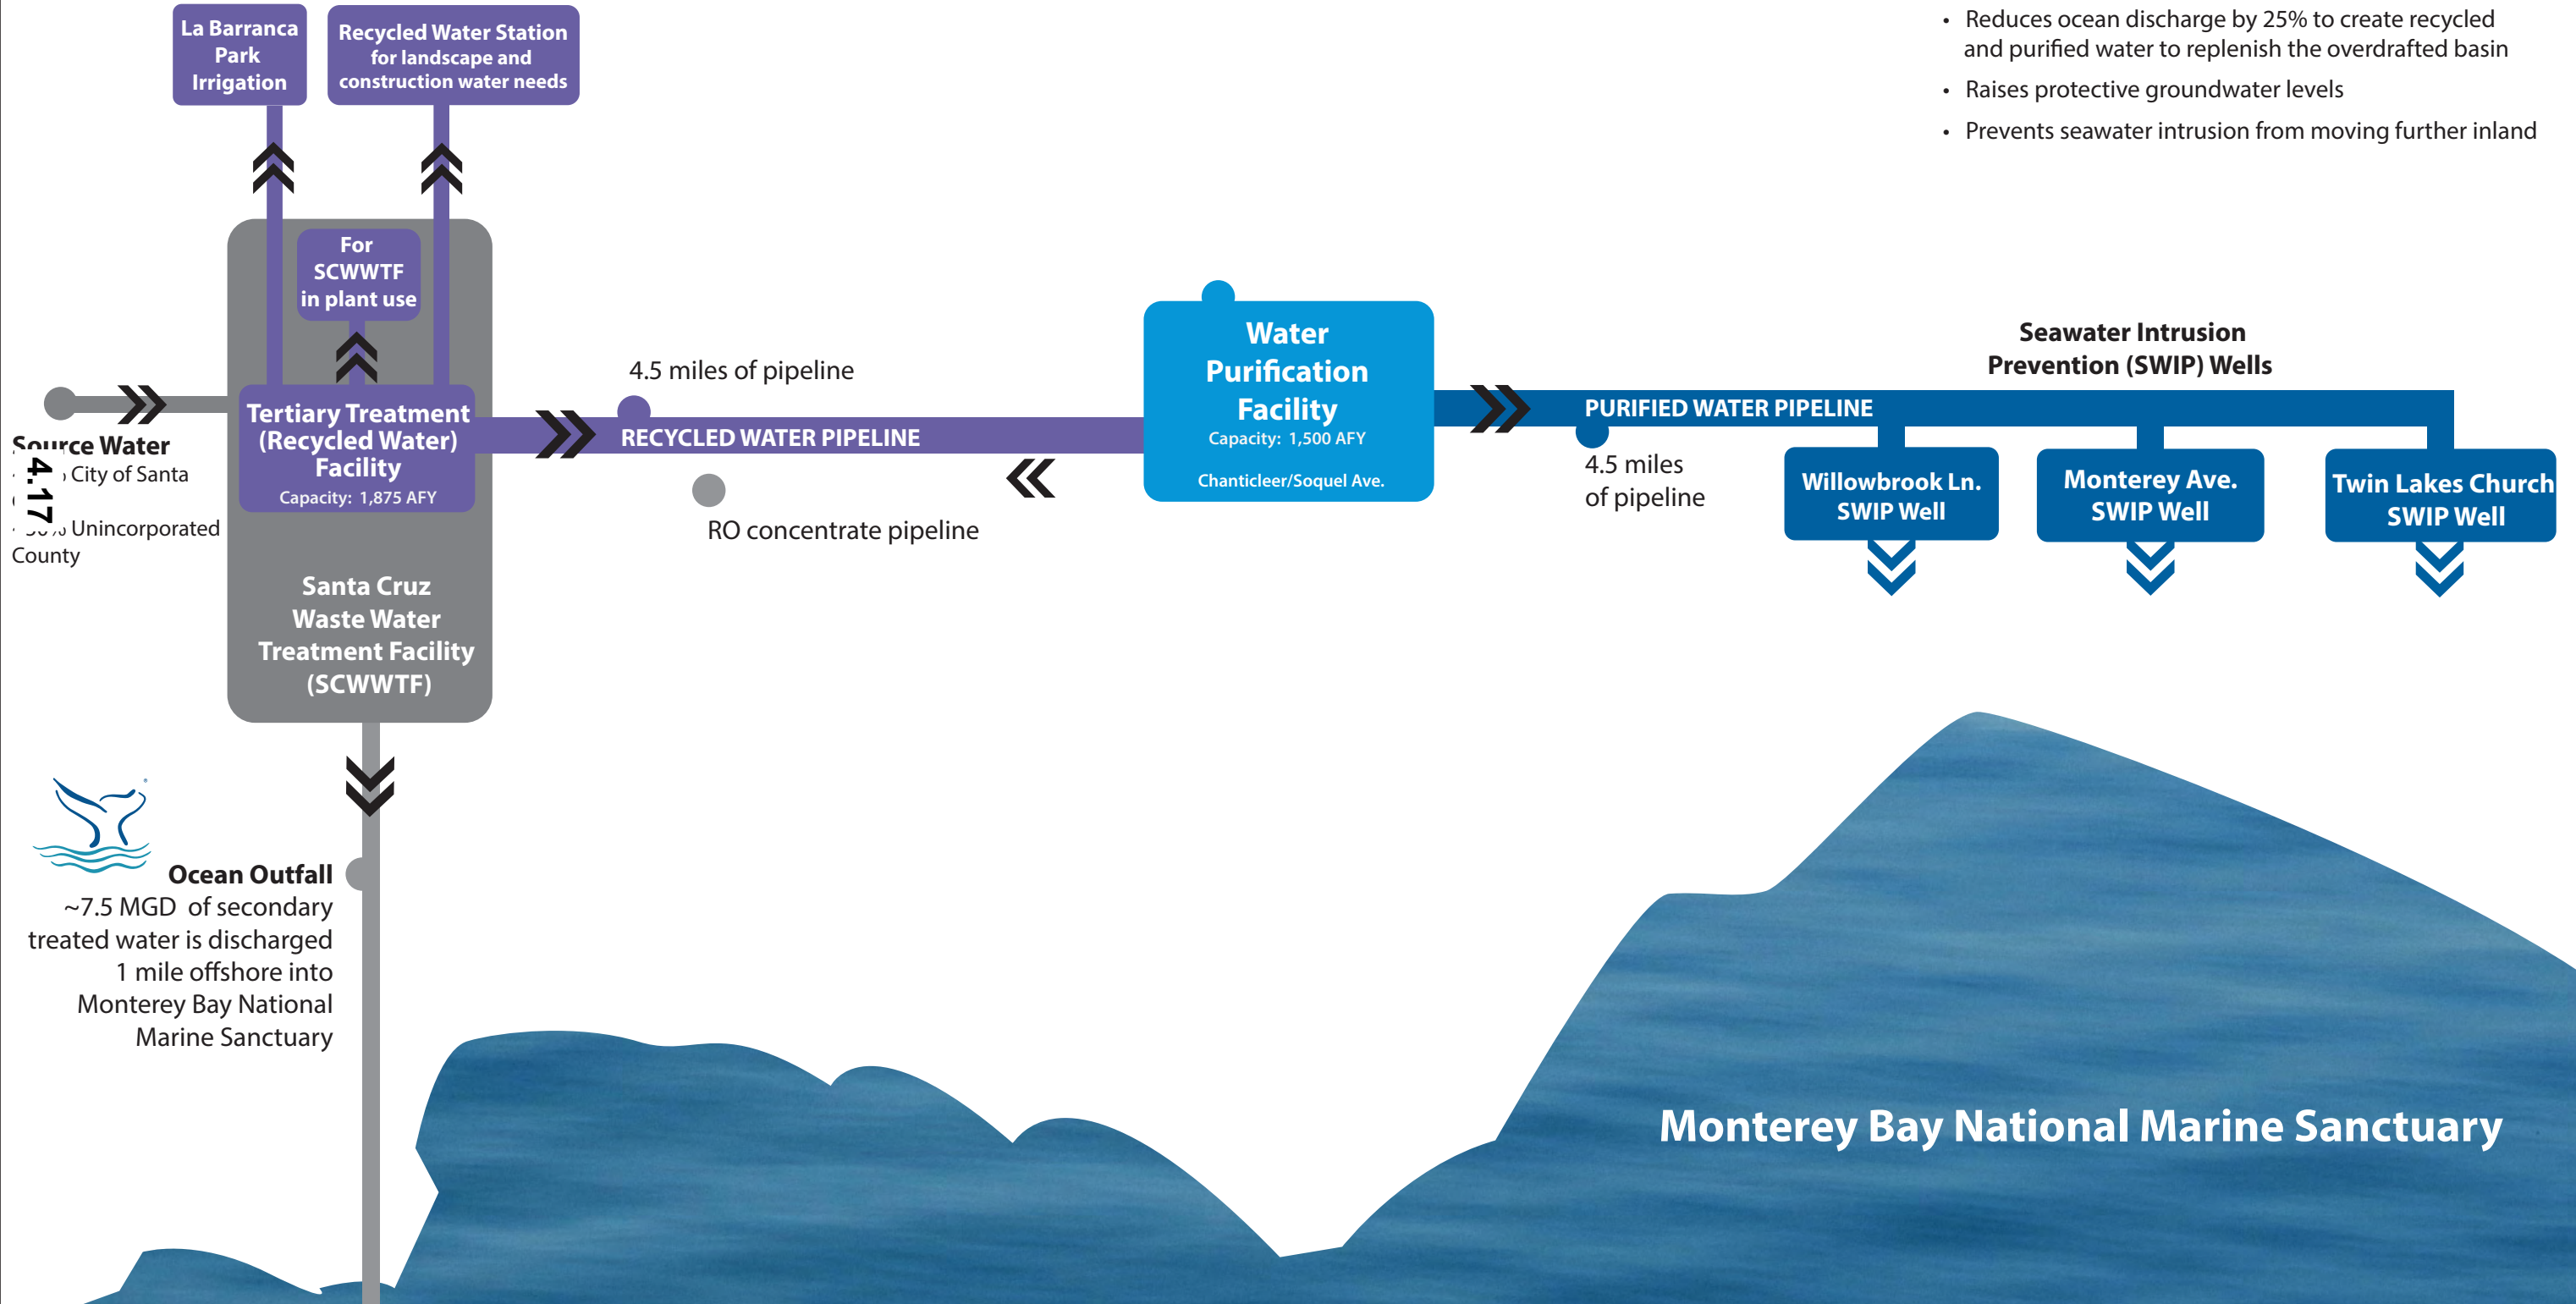 La Barranca
Park
Irrigation
Recycled Water Station
for landscape and
construction water needs
• Reduces ocean discharge by 25% to create recycled
and purified water to replenish the overdrafted basin
• Raises protective groundwater levels
• Prevents seawater intrusion from moving further inland
For
SCWWTF
in plant use
Source Water
City of Santa
Unincorporated
County
4.17
Tertiary Treatment
(Recycled Water)
Facility
Capacity: 1,875 AFY
Santa Cruz
Waste Water
Treatment Facility
(SCWWTF)
4.5 miles of pipeline
RECYCLED WATER PIPELINE
RO concentrate pipeline
Water
Purification
Facility
Capacity: 1,500 AFY
Chanticleer/Soquel Ave.
Seawater Intrusion
Prevention (SWIP) Wells
PURIFIED WATER PIPELINE
4.5 miles
of pipeline
Willowbrook Ln.
SWIP Well
Monterey Ave.
SWIP Well
Twin Lakes Church
SWIP Well
Ocean Outfall
~7.5 MGD of secondary
treated water is discharged
1 mile offshore into
Monterey Bay National
Marine Sanctuary
Monterey Bay National Marine Sanctuary